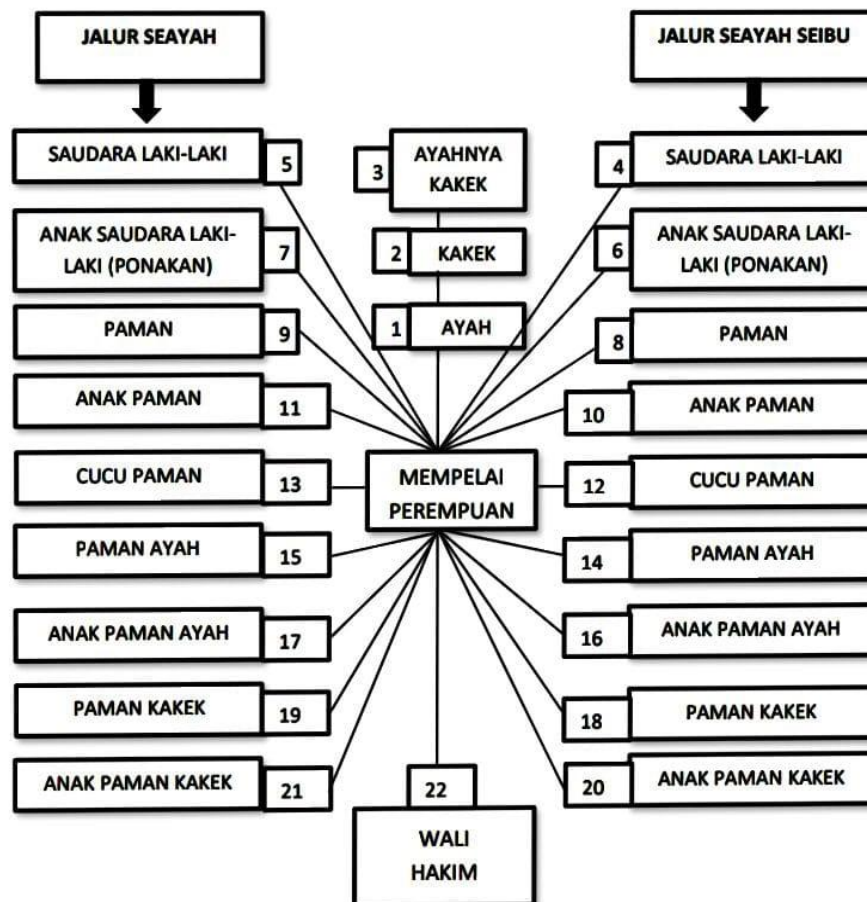 JALUR SEAYAH
JALUR SEAYAH SEIBU
SAUDARA LAKI-LAKI
5
3
AYAHNYA
KAKEK
4
SAUDARA LAKI-LAKI
ANAK SAUDARA LAKI-
LAKI (PONAKAN)
7
2
KAKEK
6
ANAK SAUDARA LAKI-
LAKI (PONAKAN)
PAMAN
9
1
AYAH
8
PAMAN
ANAK PAMAN
11
10
ANAK PAMAN
CUCU PAMAN
13
MEMPELAI
PEREMPUAN
12
CUCU PAMAN
PAMAN AYAH
15
14
PAMAN AYAH
ANAK PAMAN AYAH
17
16
ANAK PAMAN AYAH
PAMAN KAKEK
19
18
PAMAN KAKEK
ANAK PAMAN KAKEK
21
22
20
ANAK PAMAN KAKEK
WALI
HAKIM